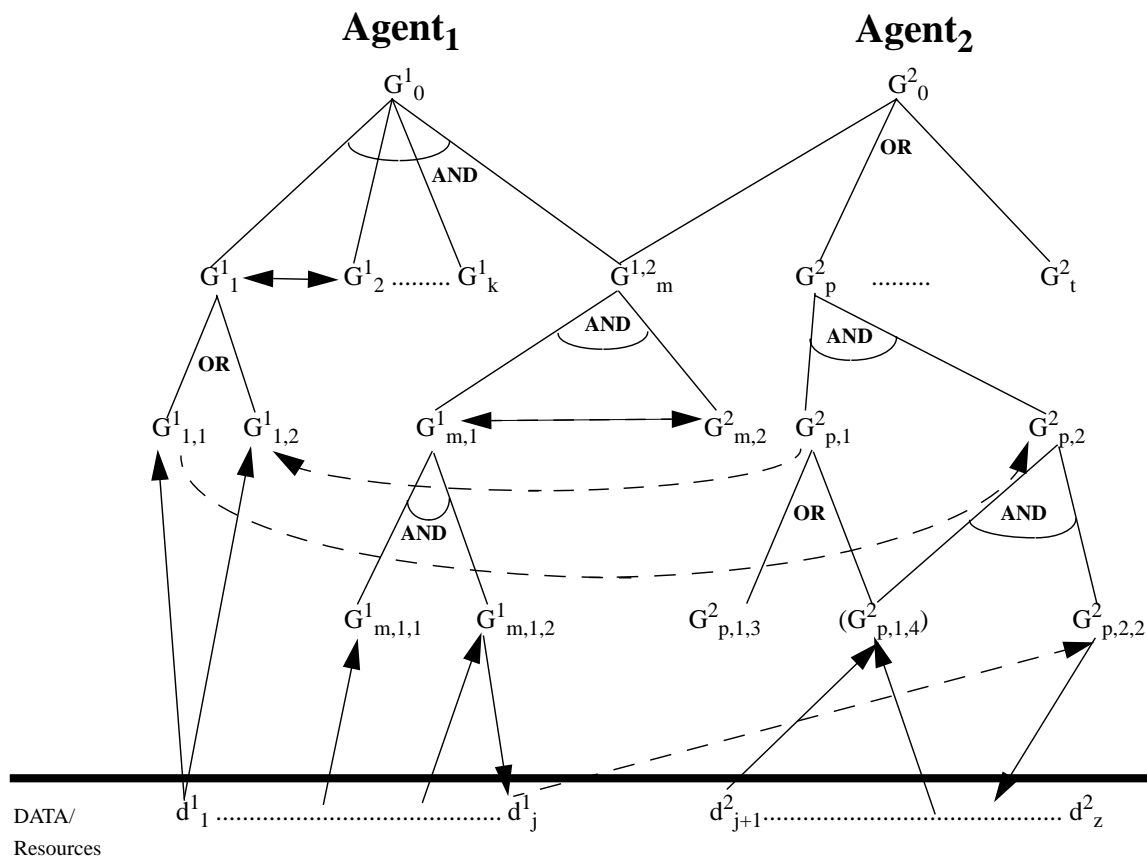 Agent₁ Agent₂
G¹₀ G²₀
OR
AND
G¹₁ G¹₂ ......... G¹ₖ G¹,²ₘ G²ₚ ......... G²ₜ
AND AND
OR
G¹₁,₁ G¹₁,₂ G¹ₘ,₁ G²ₘ,₂ G²ₚ,₁ G²ₚ,₂
OR AND
AND
G¹ₘ,₁,₁ G¹ₘ,₁,₂ G²ₚ,₁,₃ (G²ₚ,₁,₄) G²ₚ,₂,₂
DATA/ d¹₁ ......................................... d¹ⱼ d²ⱼ₊₁.......................................... d²_z
Resources